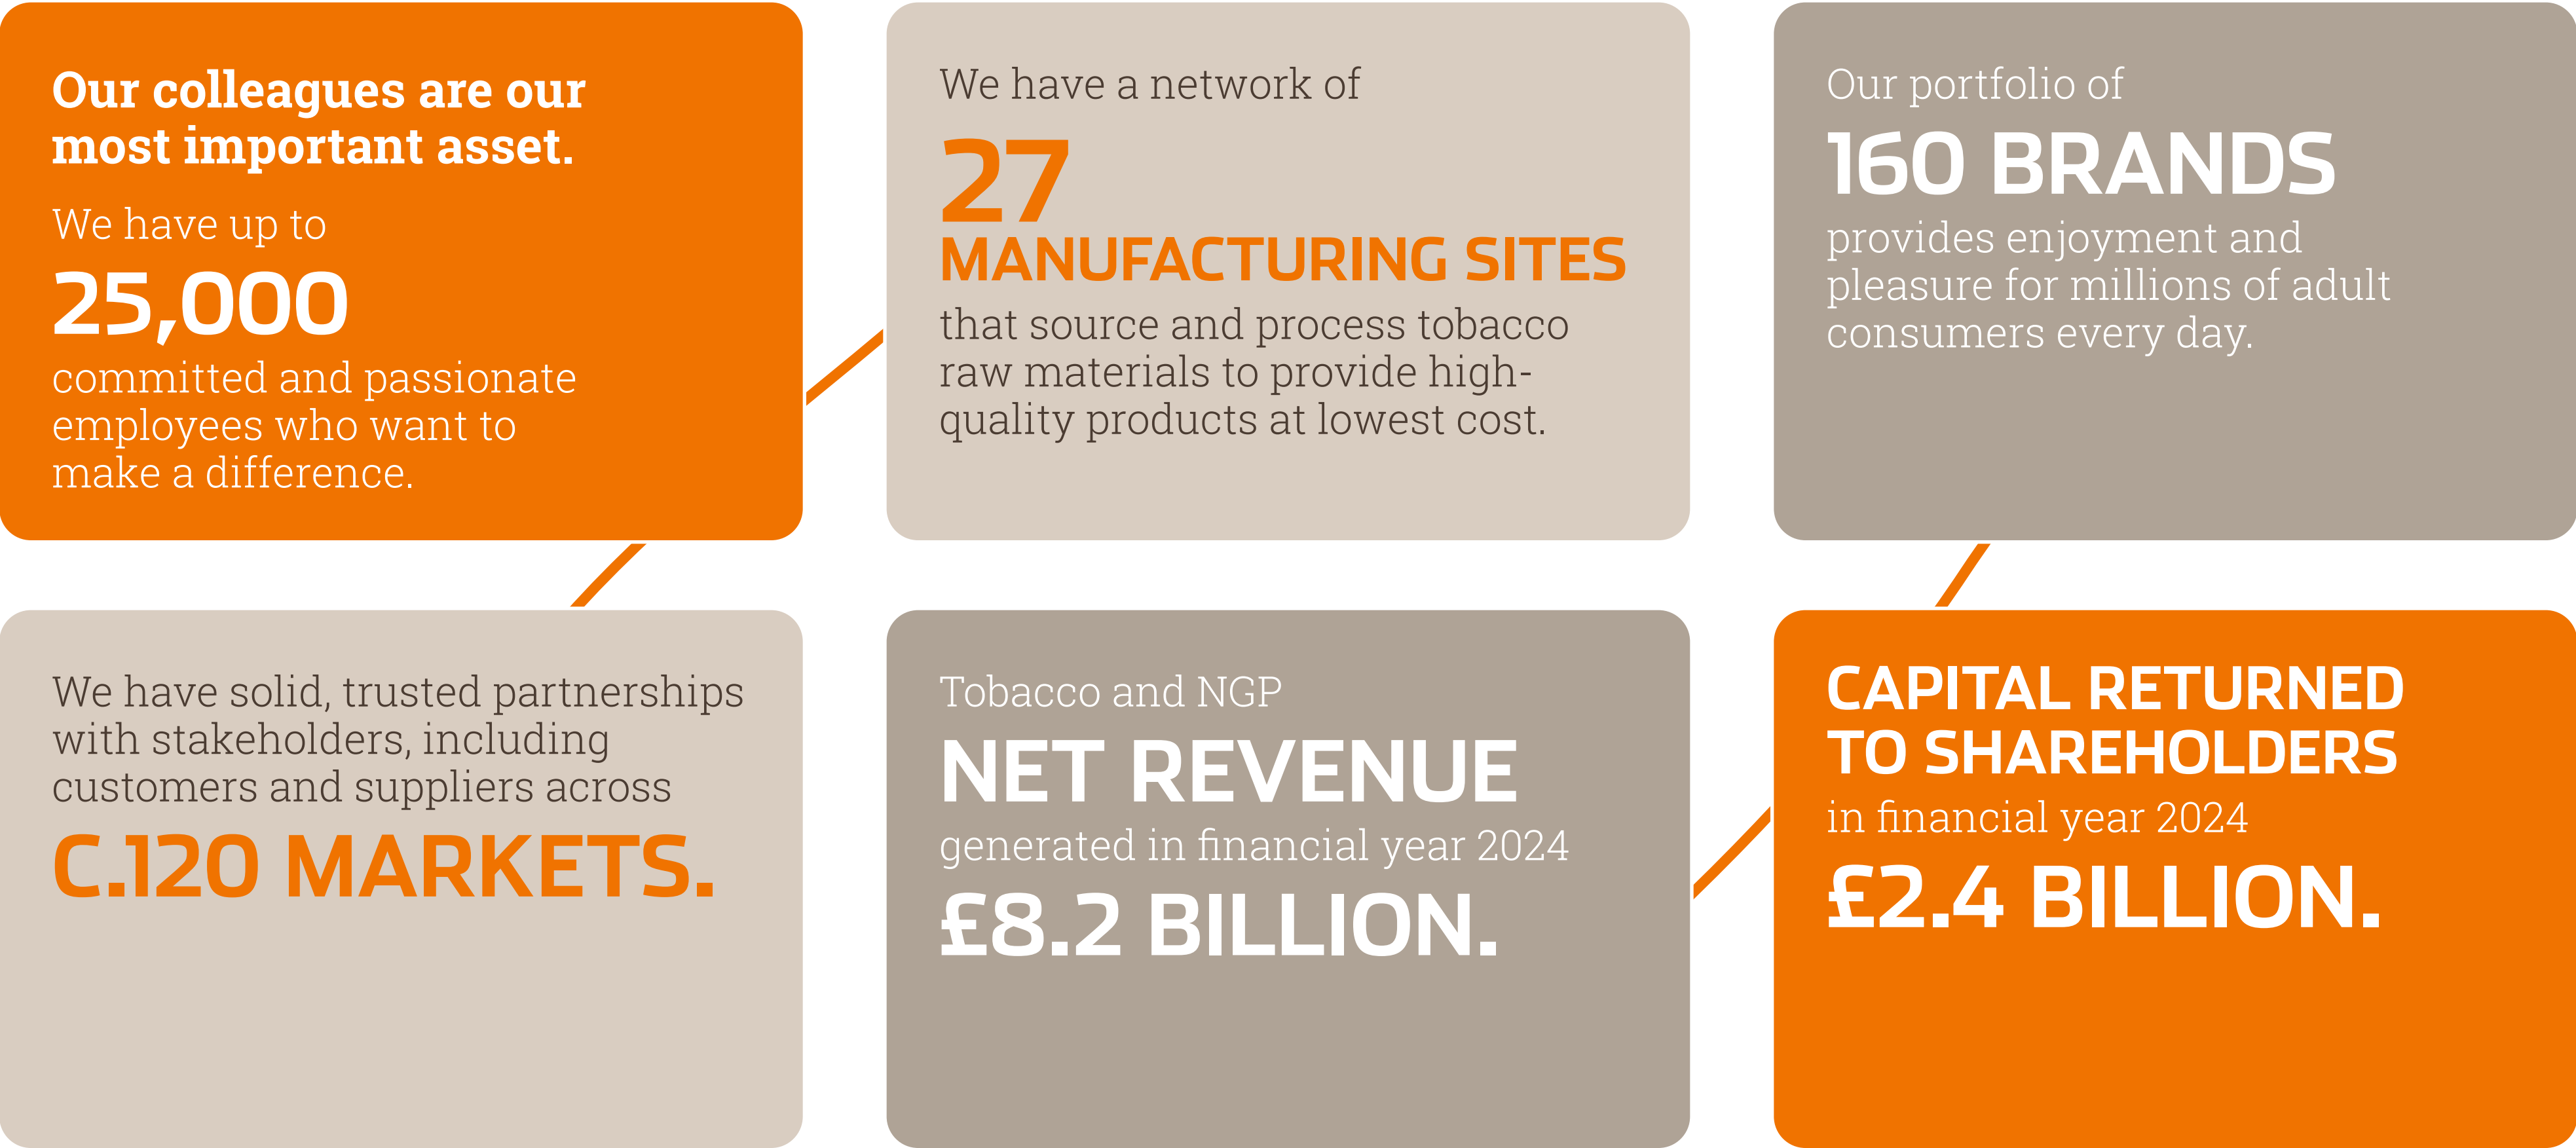 Our colleagues are our
most important asset.
We have up to
25,000
committed and passionate
employees who want to
make a difference.
We have a network of
27
MANUFACTURING SITES
that source and process tobacco
raw materials to provide high-
quality products at lowest cost.
Our portfolio of
160 BRANDS
provides enjoyment and
pleasure for millions of adult
consumers every day.
We have solid, trusted partnerships
with stakeholders, including
customers and suppliers across
C.120 MARKETS.
Tobacco and NGP
NET REVENUE
generated in financial year 2024
£8.2 BILLION.
CAPITAL RETURNED
TO SHAREHOLDERS
in financial year 2024
£2.4 BILLION.